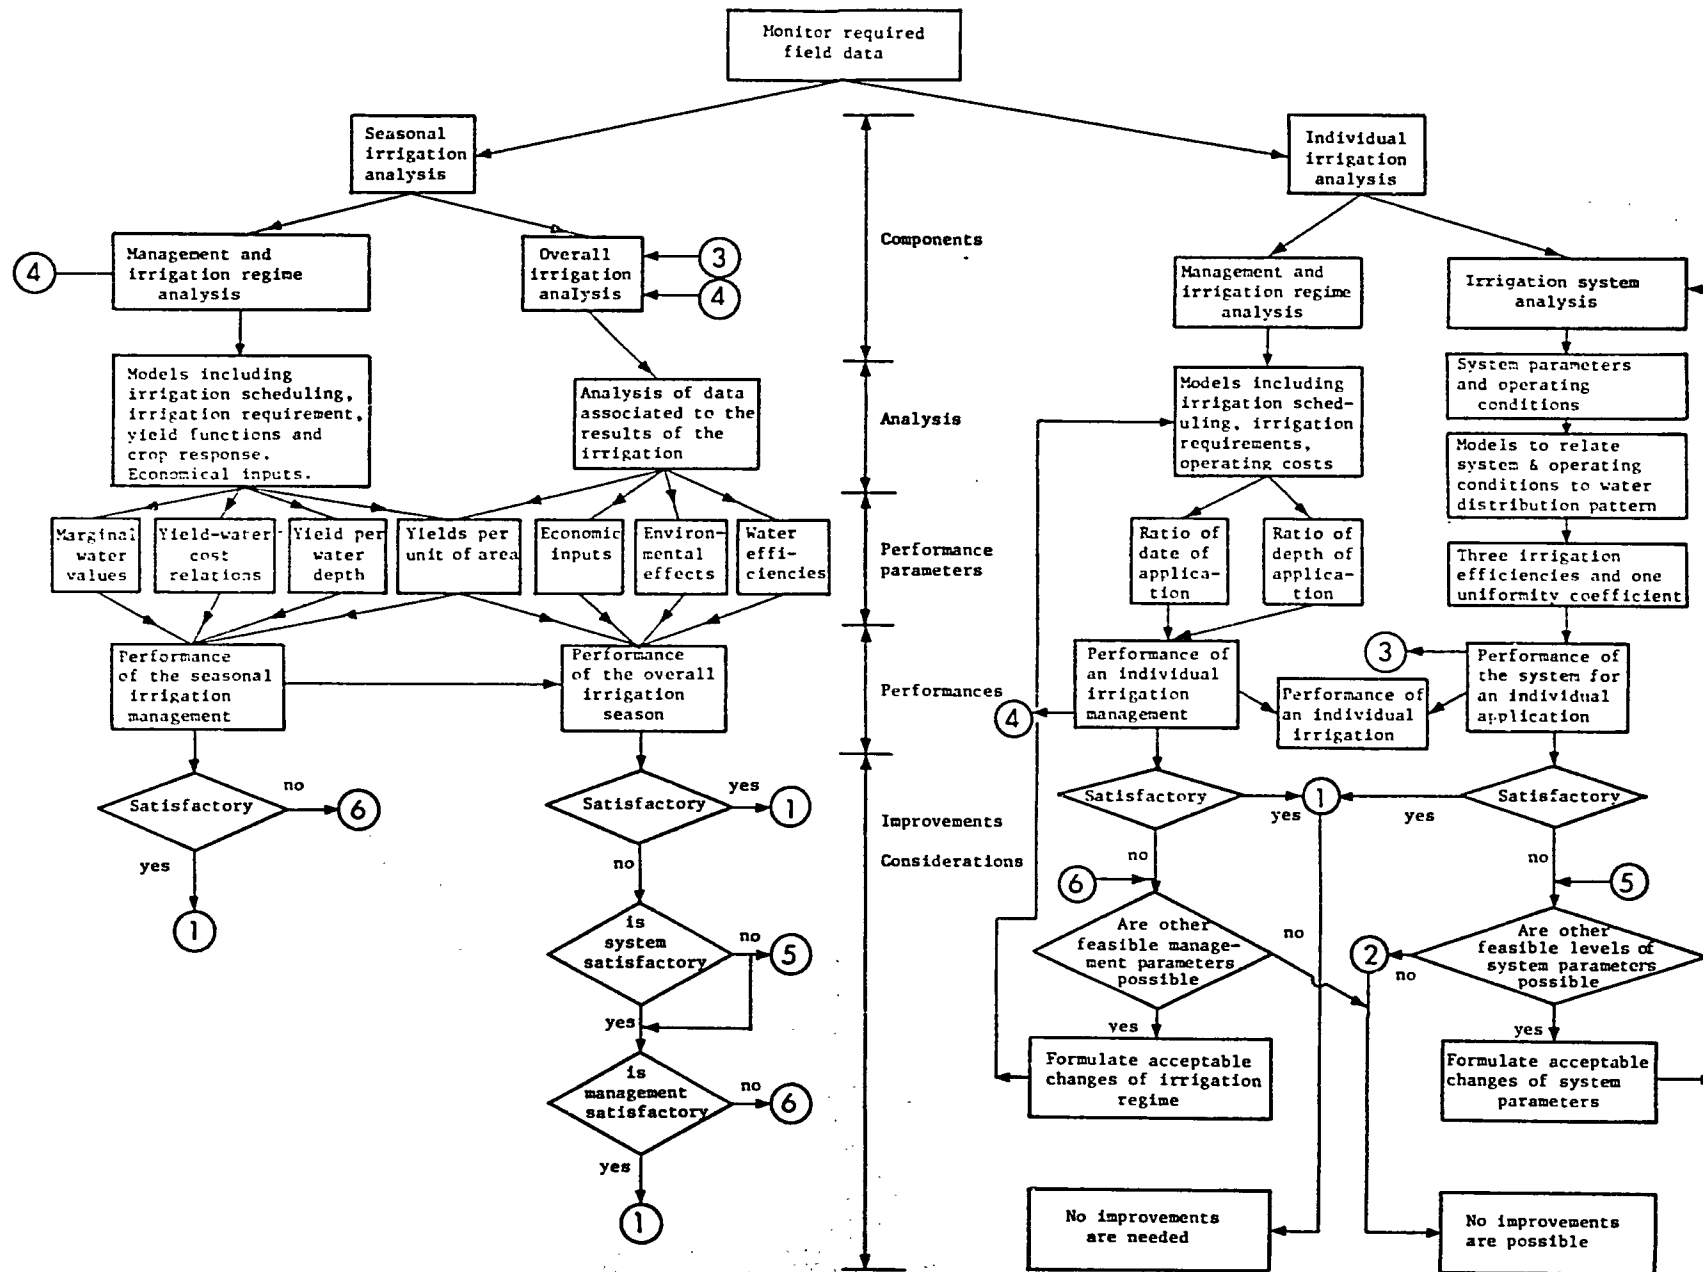 Monitor required
field data
Seasonal
irrigation
analysis
Individual
irrigation
analysis
Components
4
Management and
irrigation regime
analysis
Overall
irrigation
analysis
3
4
Management and
irrigation regime
analysis
Irrigation system
analysis
Models including
irrigation scheduling,
irrigation requirement,
yield functions and
crop response.
Economical inputs.
Analysis of data
associated to the
results of the
irrigation
Analysis
Models including
irrigation sched-
uling, irrigation
requirements,
operating costs
System parameters
and operating
conditions
Models to relate
system & operating
conditions to water
distribution pattern
Marginal
water
values
Yield-water-
cost
relations
Yield per
water
depth
Yields per
unit of area
Economic
inputs
Environ-
mental
effects
Water
effi-
ciencies
Performance
parameters
Ratio of
date of
applica-
tion
Ratio of
depth of
applica-
tion
Three irrigation
efficiencies and one
uniformity coefficient
Performance
of the seasonal
irrigation
management
Performance
of the overall
irrigation
season
Performances
4
Performance of
an individual
irrigation
management
Performance of
an individual
irrigation
3
Performance of
the system for
an individual
application
Satisfactory
no
6
yes
1
Satisfactory
yes
1
no
is
system
satisfactory
no
5
yes
is
management
satisfactory
no
6
yes
1
Improvements
Considerations
Satisfactory
yes
1
yes
Satisfactory
no
6
Are other
feasible manage-
ment parameters
possible
no
yes
Formulate acceptable
changes of irrigation
regime
no
5
Are other
feasible levels of
system parameters
possible
2
no
yes
Formulate acceptable
changes of system
parameters
No improvements
are needed
No improvements
are possible